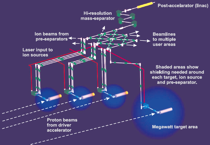 Post-accelerator (linac)
Hi-resolution
mass-separator
Ion beams from
pre-separators
Beamlines
to multiple
user areas
Laser input to
ion sources
Shaded areas show
shielding needed around
each target, ion source
and pre-separator.
Proton beams
from driver
accelerator
Megawatt target area